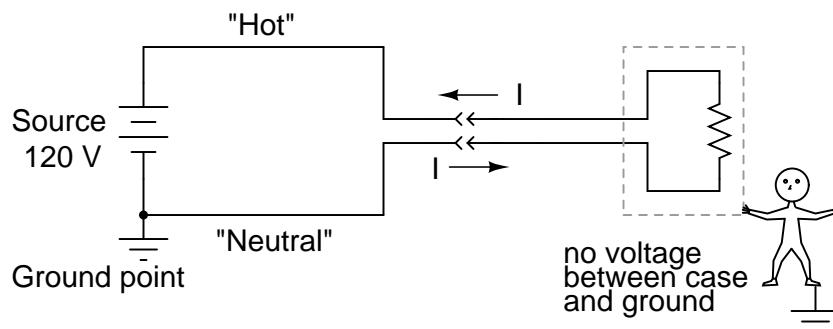 "Hot"
I
Source
120 V
I
"Neutral"
Ground point
no voltage
between case
and ground